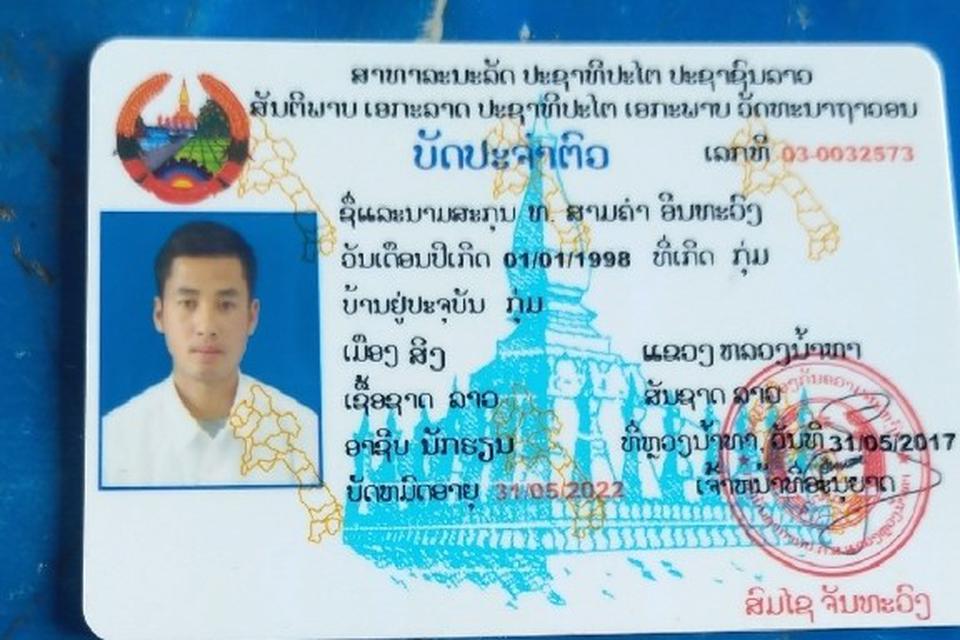 ສາທາລະນະລັດ ປະຊາທິປະໄຕ ປະຊາຊົນລາວ
ສັນຕິພາບ ເອກະລາດ ປະຊາທິປະໄຕ ເອກະພາບ ວັດທະນາຖາວອນ
ບັດປະຈຳຕົວ
ເລກທີ 03-0032573
ຊື່ແລະນາມສະກຸນ ທ. ສາມຄຳ ອິນທະວົງ
ວັນເດືອນປີເກີດ 01/01/1998 ທີ່ເກີດ ກຸ່ມ
ບ້ານຢູ່ປະຈຸບັນ ກຸ່ມ
ເມືອງ ສິງ ແຂວງ ຫລວງນ້ຳທາ
ເຊື້ອຊາດ ລາວ ສັນຊາດ ລາວ
ອາຊີບ ນັກຮຽນ ທີ່ຫຼວງນ້ຳທາ, ວັນທີ 31/05/2017
ບັດຫມົດອາຍຸ 31/05/2022 ເຈົ້າຫນ້າທີ່ອະນຸຍາດ
ສົມໄຊ ຈັນທະວົງ